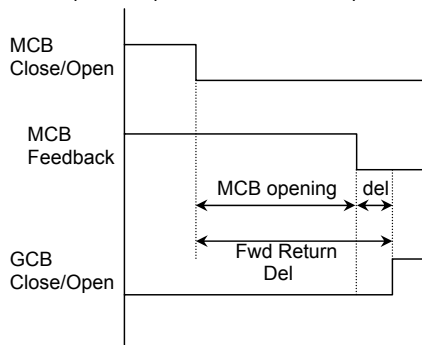 MCB
Close/Open
MCB
Feedback
MCB opening
del
Fwd Return
Del
GCB
Close/Open